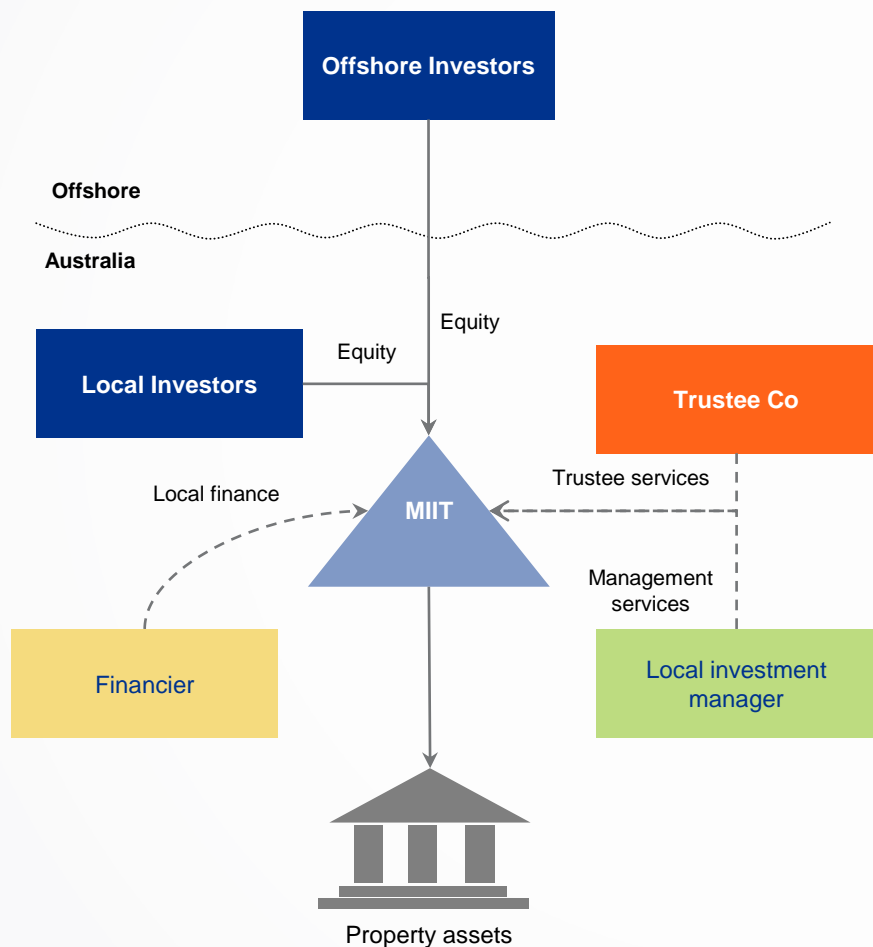 Offshore Investors
Offshore
Australia
Equity
Equity
Local Investors
Trustee Co
Trustee services
Local finance
MIIT
Management
services
Financier
Local investment
manager
Property assets